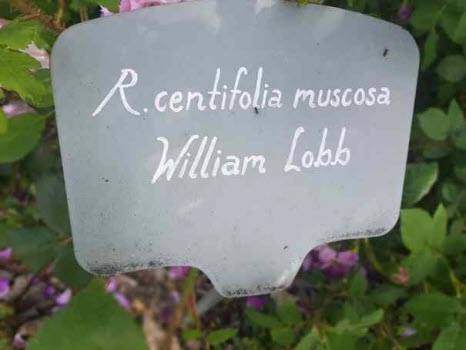 R. centifolia muscosa
William Lobb